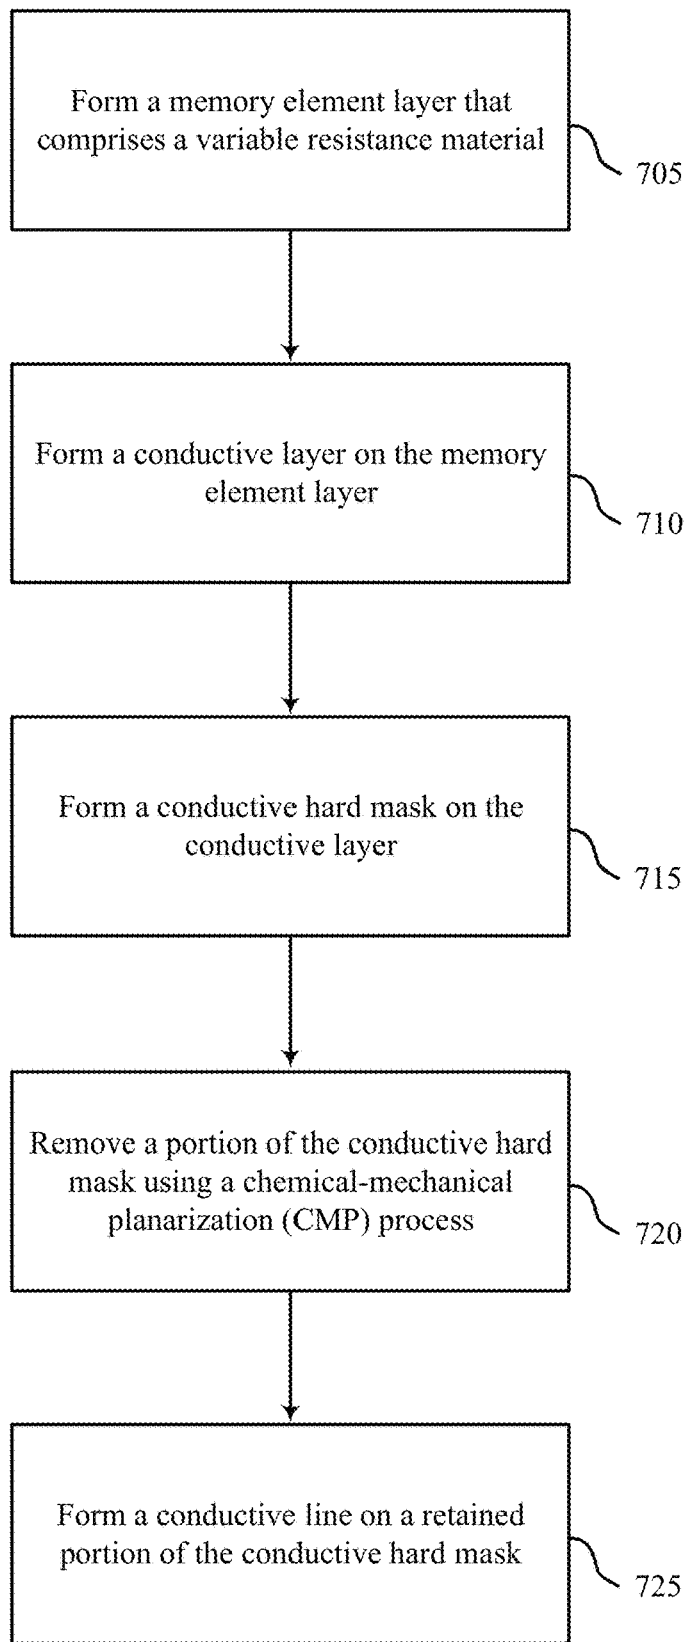 Form a memory element layer that
comprises a variable resistance material
705
Form a conductive layer on the memory
element layer
710
Form a conductive hard mask on the
conductive layer
715
Remove a portion of the conductive hard
mask using a chemical-mechanical
planarization (CMP) process
720
Form a conductive line on a retained
portion of the conductive hard mask
725